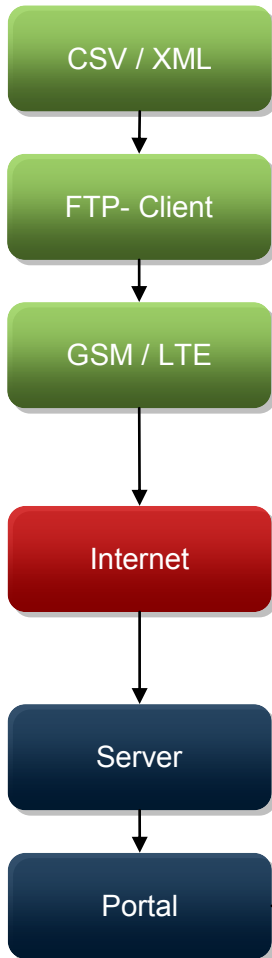 CSV / XML
FTP- Client
GSM / LTE
Internet
Server
Portal